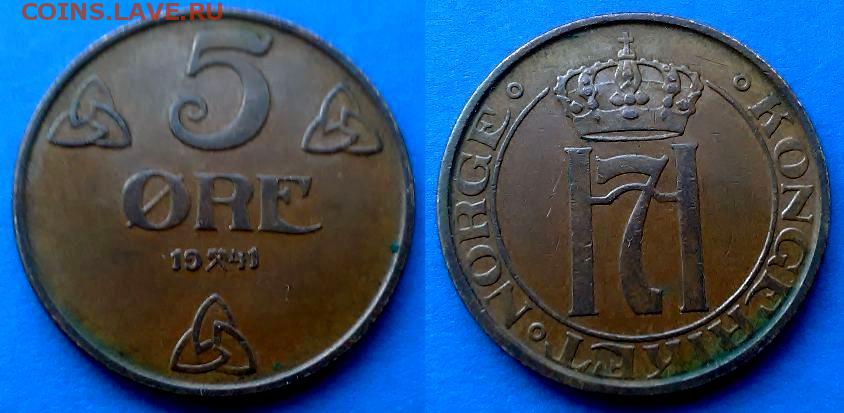 COINS.LAVE.RU
5
ØRE
19 41
H7
NORGE KONGERIKET